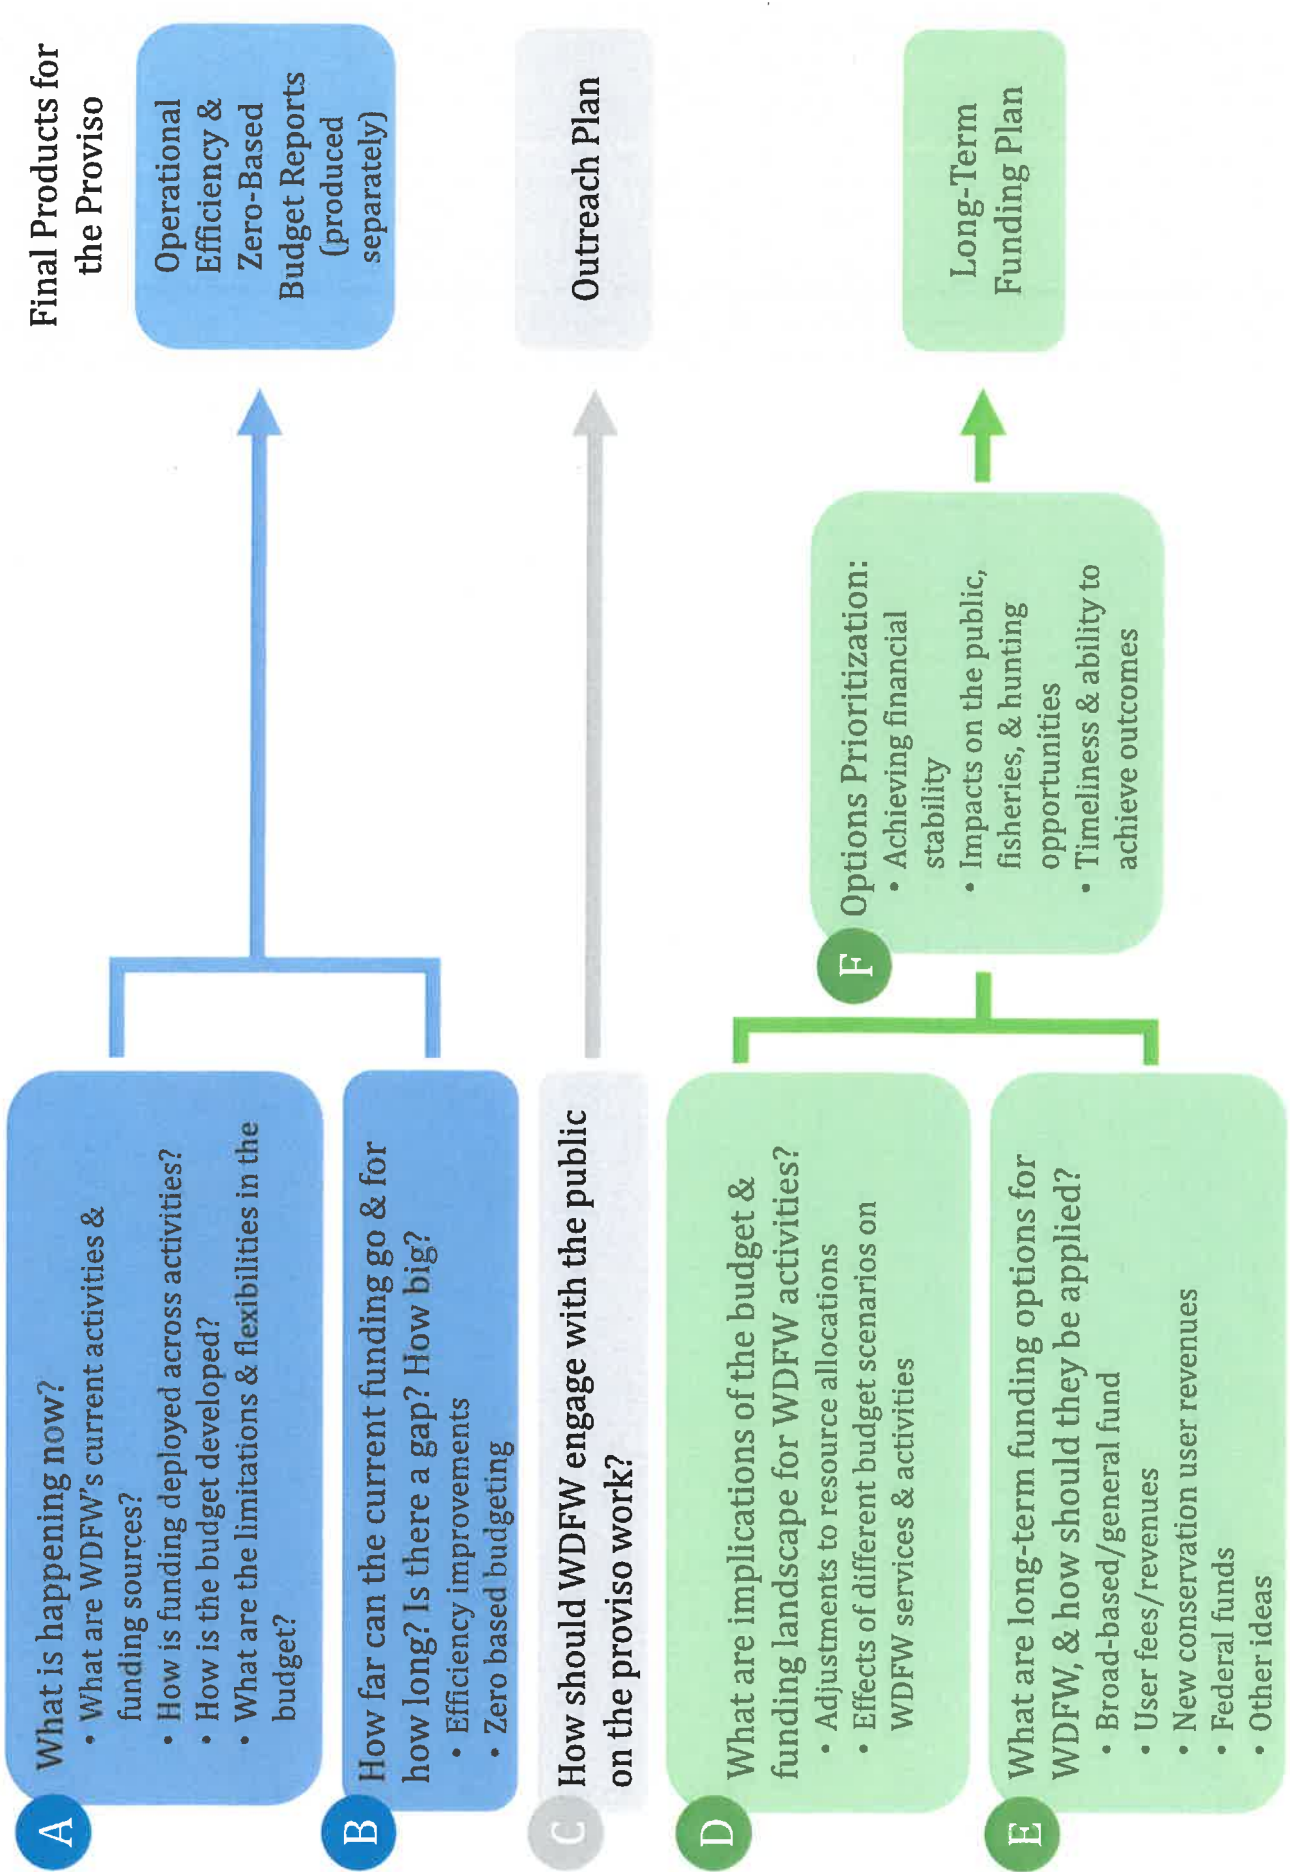 Final Products for
the Proviso
A
What is happening now?
• What are WDFW's current activities &
funding sources?
• How is funding deployed across activities?
• How is the budget developed?
• What are the limitations & flexibilities in the
budget?
B
How far can the current funding go & for
how long? Is there a gap? How big?
• Efficiency improvements
• Zero based budgeting
Operational
Efficiency &
Zero-Based
Budget Reports
(produced
separately)
C
How should WDFW engage with the public
on the proviso work?
Outreach Plan
D
What are implications of the budget &
funding landscape for WDFW activities?
• Adjustments to resource allocations
• Effects of different budget scenarios on
WDFW services & activities
E
What are long-term funding options for
WDFW, & how should they be applied?
• Broad-based/general fund
• User fees/revenues
• New conservation user revenues
• Federal funds
• Other ideas
F
Options Prioritization:
• Achieving financial
stability
• Impacts on the public,
fisheries, & hunting
opportunities
• Timeliness & ability to
achieve outcomes
Long-Term
Funding Plan